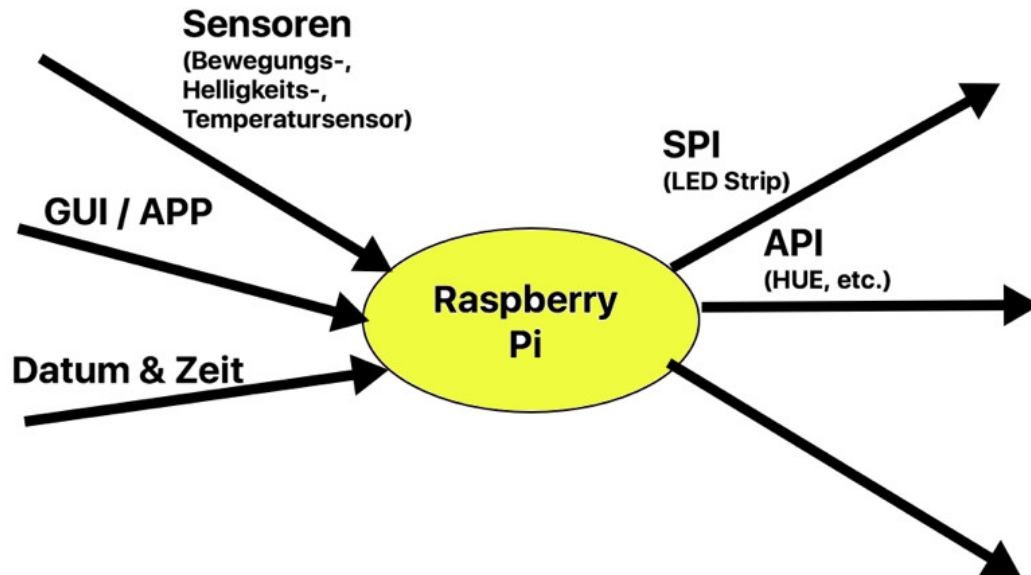 Sensoren
(Bewegungs-,
Helligkeits-,
Temperatursensor)
GUI / APP
Datum & Zeit
Raspberry
Pi
SPI
(LED Strip)
API
(HUE, etc.)